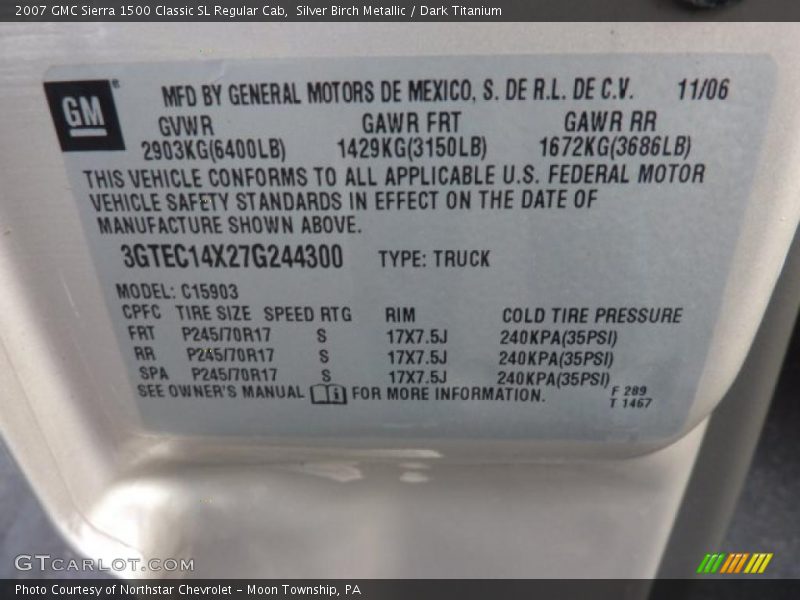 2007 GMC Sierra 1500 Classic SL Regular Cab,  Silver Birch Metallic / Dark Titanium
GM®
MFD BY GENERAL MOTORS DE MEXICO, S. DE R.L. DE C.V. 11/06
GVWR GAWR FRT GAWR RR
2903KG(6400LB) 1429KG(3150LB) 1672KG(3686LB)
THIS VEHICLE CONFORMS TO ALL APPLICABLE U.S. FEDERAL MOTOR
VEHICLE SAFETY STANDARDS IN EFFECT ON THE DATE OF
MANUFACTURE SHOWN ABOVE.
3GTEC14X27G244300 TYPE: TRUCK
MODEL: C15903
CPFC TIRE SIZE SPEED RTG RIM COLD TIRE PRESSURE
FRT P245/70R17 S 17X7.5J 240KPA(35PSI)
RR P245/70R17 S 17X7.5J 240KPA(35PSI)
SPA P245/70R17 S 17X7.5J 240KPA(35PSI)
SEE OWNER'S MANUAL FOR MORE INFORMATION.
F 289
T 1467
GTCARLOT.COM
Photo Courtesy of Northstar Chevrolet - Moon Township, PA